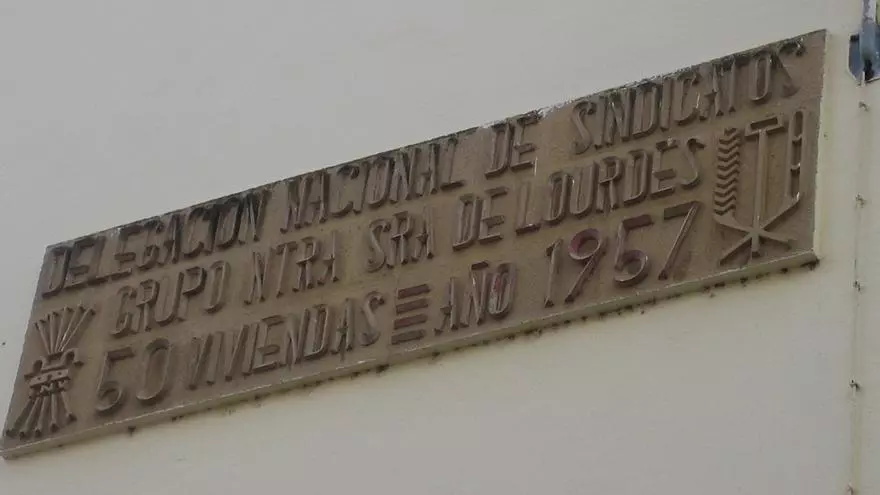 DELEGACION NACIONAL DE SINDICATOS
GRUPO NTRA SRA DE LOURDES
50 VIVIENDAS = AÑO 1957